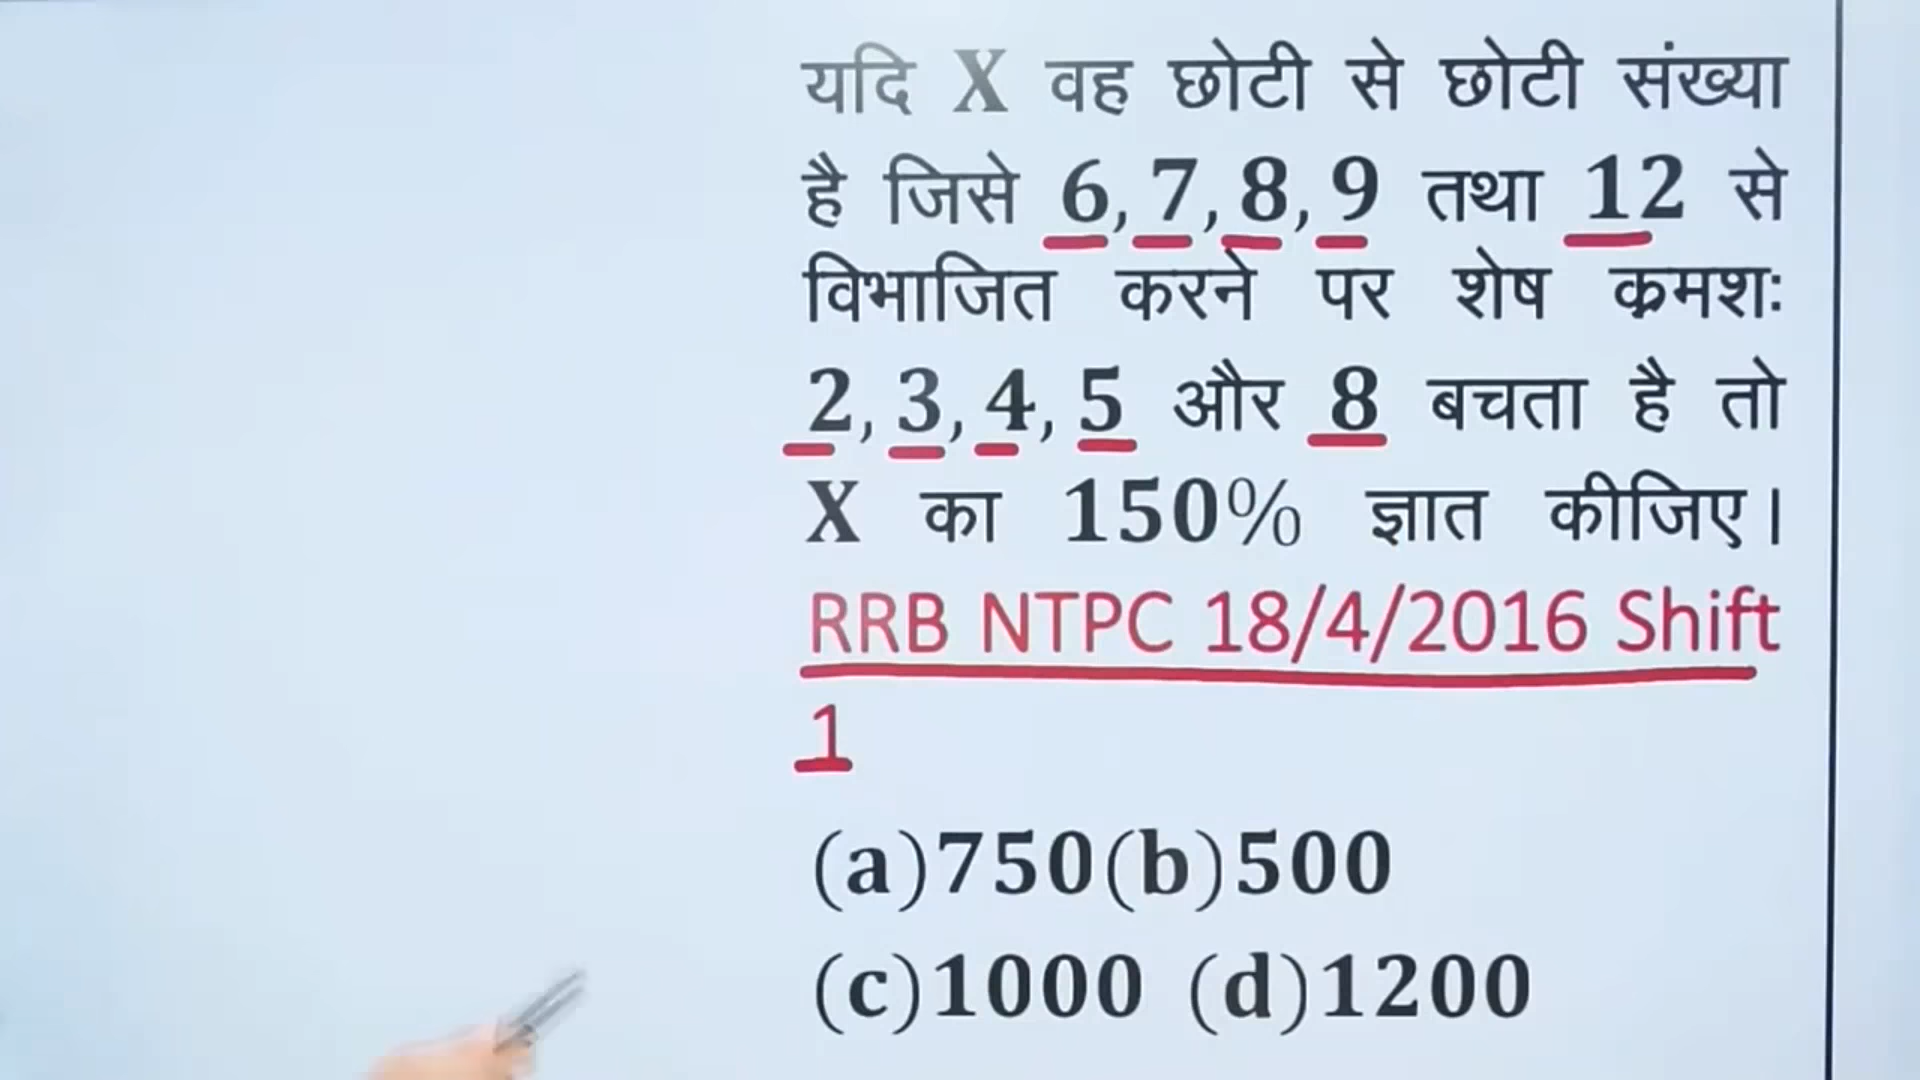 यदि X वह छोटी से छोटी संख्या
है जिसे 6, 7, 8, 9 तथा 12 से
विभाजित करने पर शेष क्रमशः
2, 3, 4, 5 और 8 बचता है तो
X का 150% ज्ञात कीजिए।
RRB NTPC 18/4/2016 Shift
1
(a)750(b)500
(c)1000 (d)1200